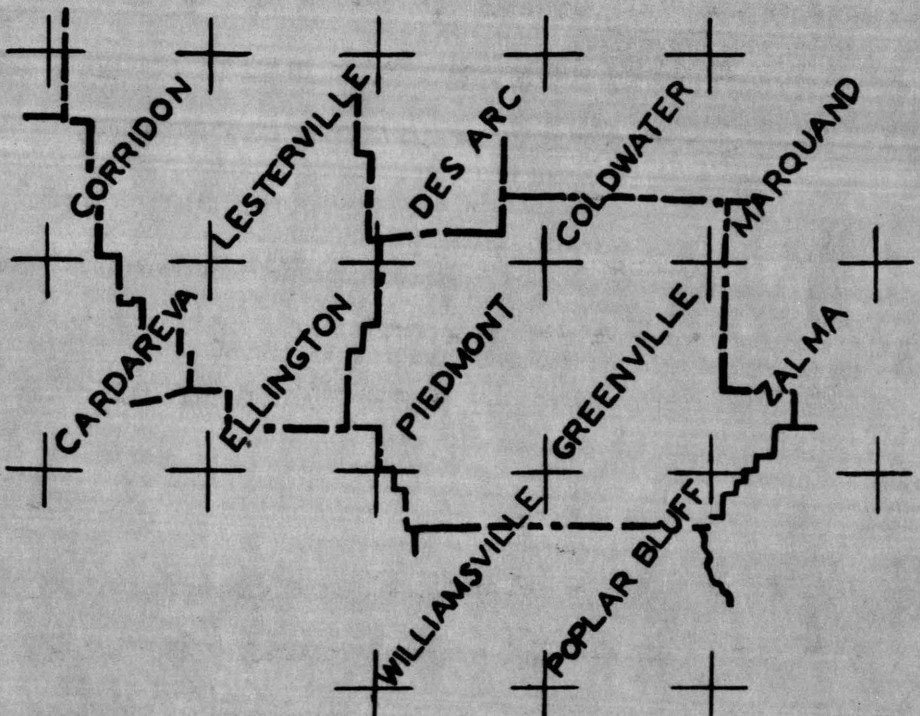 CORRIDON
LESTERVILLE
DES ARC
COLDWATER
MARQUAND
CARDAREVA
ELLINGTON
PIEDMONT
GREENVILLE
ZALMA
WILLIAMSVILLE
POPLAR BLUFF